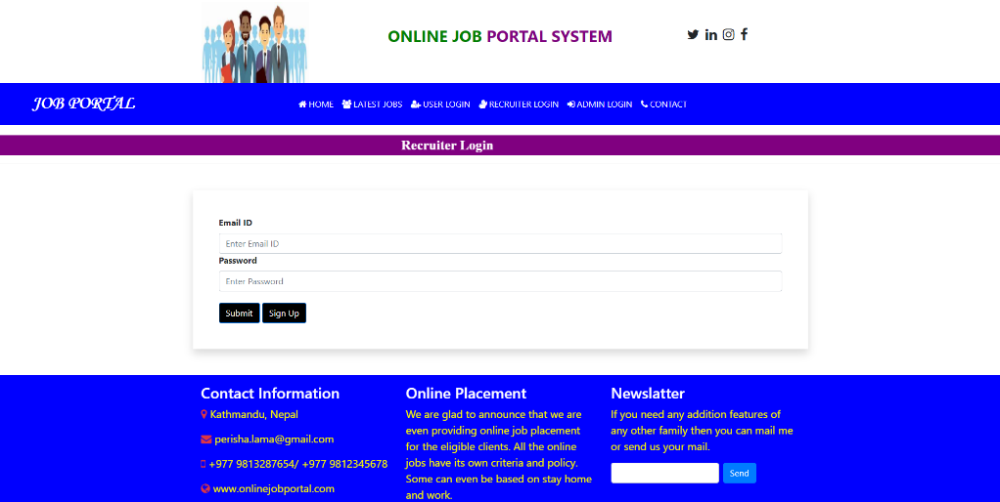 ONLINE JOB PORTAL SYSTEM
JOB PORTAL
HOME LATEST JOBS USER LOGIN RECRUITER LOGIN ADMIN LOGIN CONTACT
Recruiter Login
Email ID
Enter Email ID
Password
Enter Password
Submit Sign Up
Contact Information
Kathmandu, Nepal
perisha.lama@gmail.com
+977 9813287654/ +977 9812345678
www.onlinejobportal.com
Online Placement
We are glad to announce that we are
even providing online job placement
for the eligible clients. All the online
jobs have its own criteria and policy.
Some can even be based on stay home
and work.
Newslatter
If you need any addition features of
any other family then you can mail me
or send us your mail.
Send